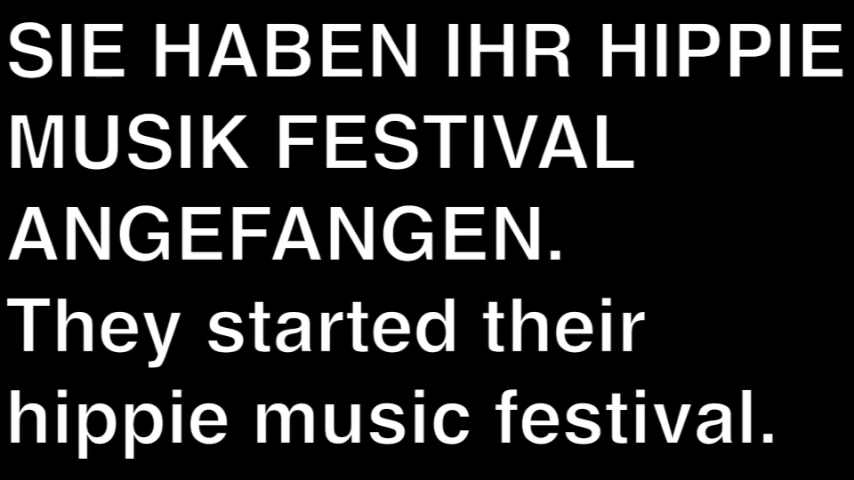 SIE HABEN IHR HIPPIE
MUSIK FESTIVAL
ANGEFANGEN.
They started their
hippie music festival.